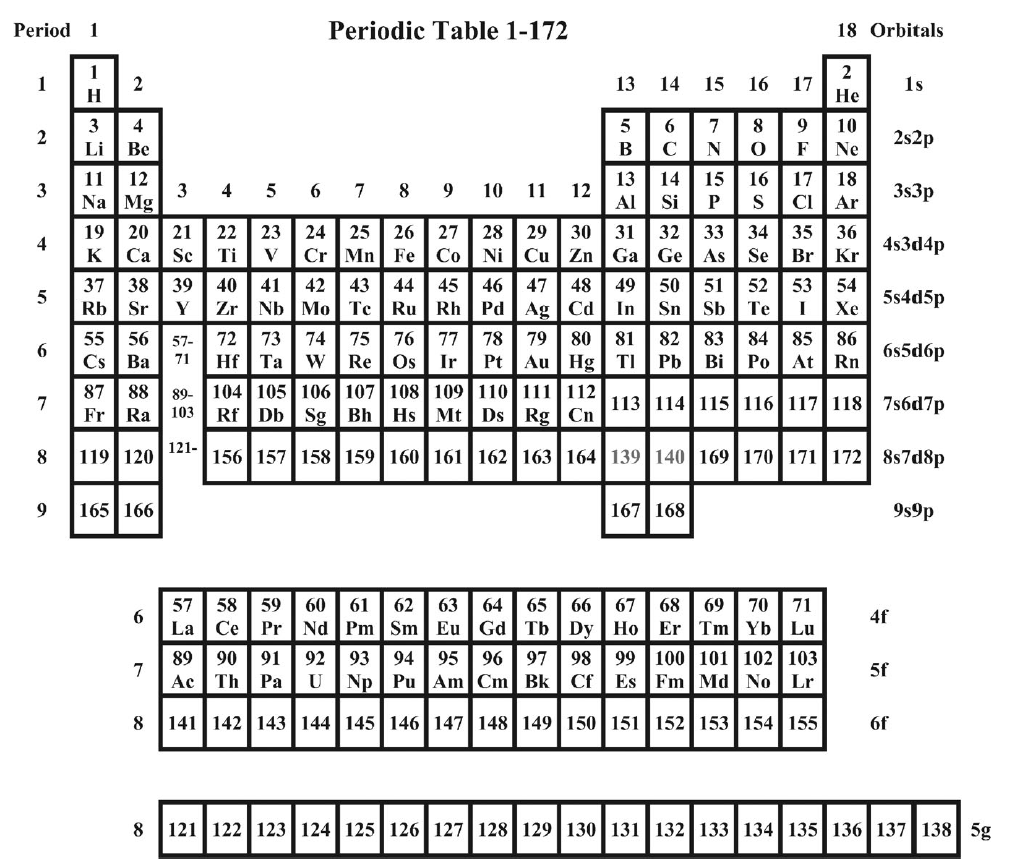 Period 1 Periodic Table 1-172 18 Orbitals
1 1 2 13 14 15 16 17 2 1s
H He
2 3 4 5 6 7 8 9 10 2s2p
Li Be B C N O F Ne
11 12 13 14 15 16 17 18
3 Na Mg 3 4 5 6 7 8 9 10 11 12 Al Si P S Cl Ar 3s3p
19 20 21 22 23 24 25 26 27 28 29 30 31 32 33 34 35 36
4 K Ca Sc Ti V Cr Mn Fe Co Ni Cu Zn Ga Ge As Se Br Kr 4s3d4p
37 38 39 40 41 42 43 44 45 46 47 48 49 50 51 52 53 54
5 Rb Sr Y Zr Nb Mo Tc Ru Rh Pd Ag Cd In Sn Sb Te I Xe 5s4d5p
55 56 57- 72 73 74 75 76 77 78 79 80 81 82 83 84 85 86
6 Cs Ba 71 Hf Ta W Re Os Ir Pt Au Hg Tl Pb Bi Po At Rn 6s5d6p
87 88 89- 104 105 106 107 108 109 110 111 112
7 Fr Ra 103 Rf Db Sg Bh Hs Mt Ds Rg Cn 113 114 115 116 117 118 7s6d7p
8 119 120 121- 156 157 158 159 160 161 162 163 164 139 140 169 170 171 172 8s7d8p
9 165 166 167 168 9s9p
57 58 59 60 61 62 63 64 65 66 67 68 69 70 71
6 La Ce Pr Nd Pm Sm Eu Gd Tb Dy Ho Er Tm Yb Lu 4f
89 90 91 92 93 94 95 96 97 98 99 100 101 102 103
7 Ac Th Pa U Np Pu Am Cm Bk Cf Es Fm Md No Lr 5f
8 141 142 143 144 145 146 147 148 149 150 151 152 153 154 155 6f
8 121 122 123 124 125 126 127 128 129 130 131 132 133 134 135 136 137 138 5g